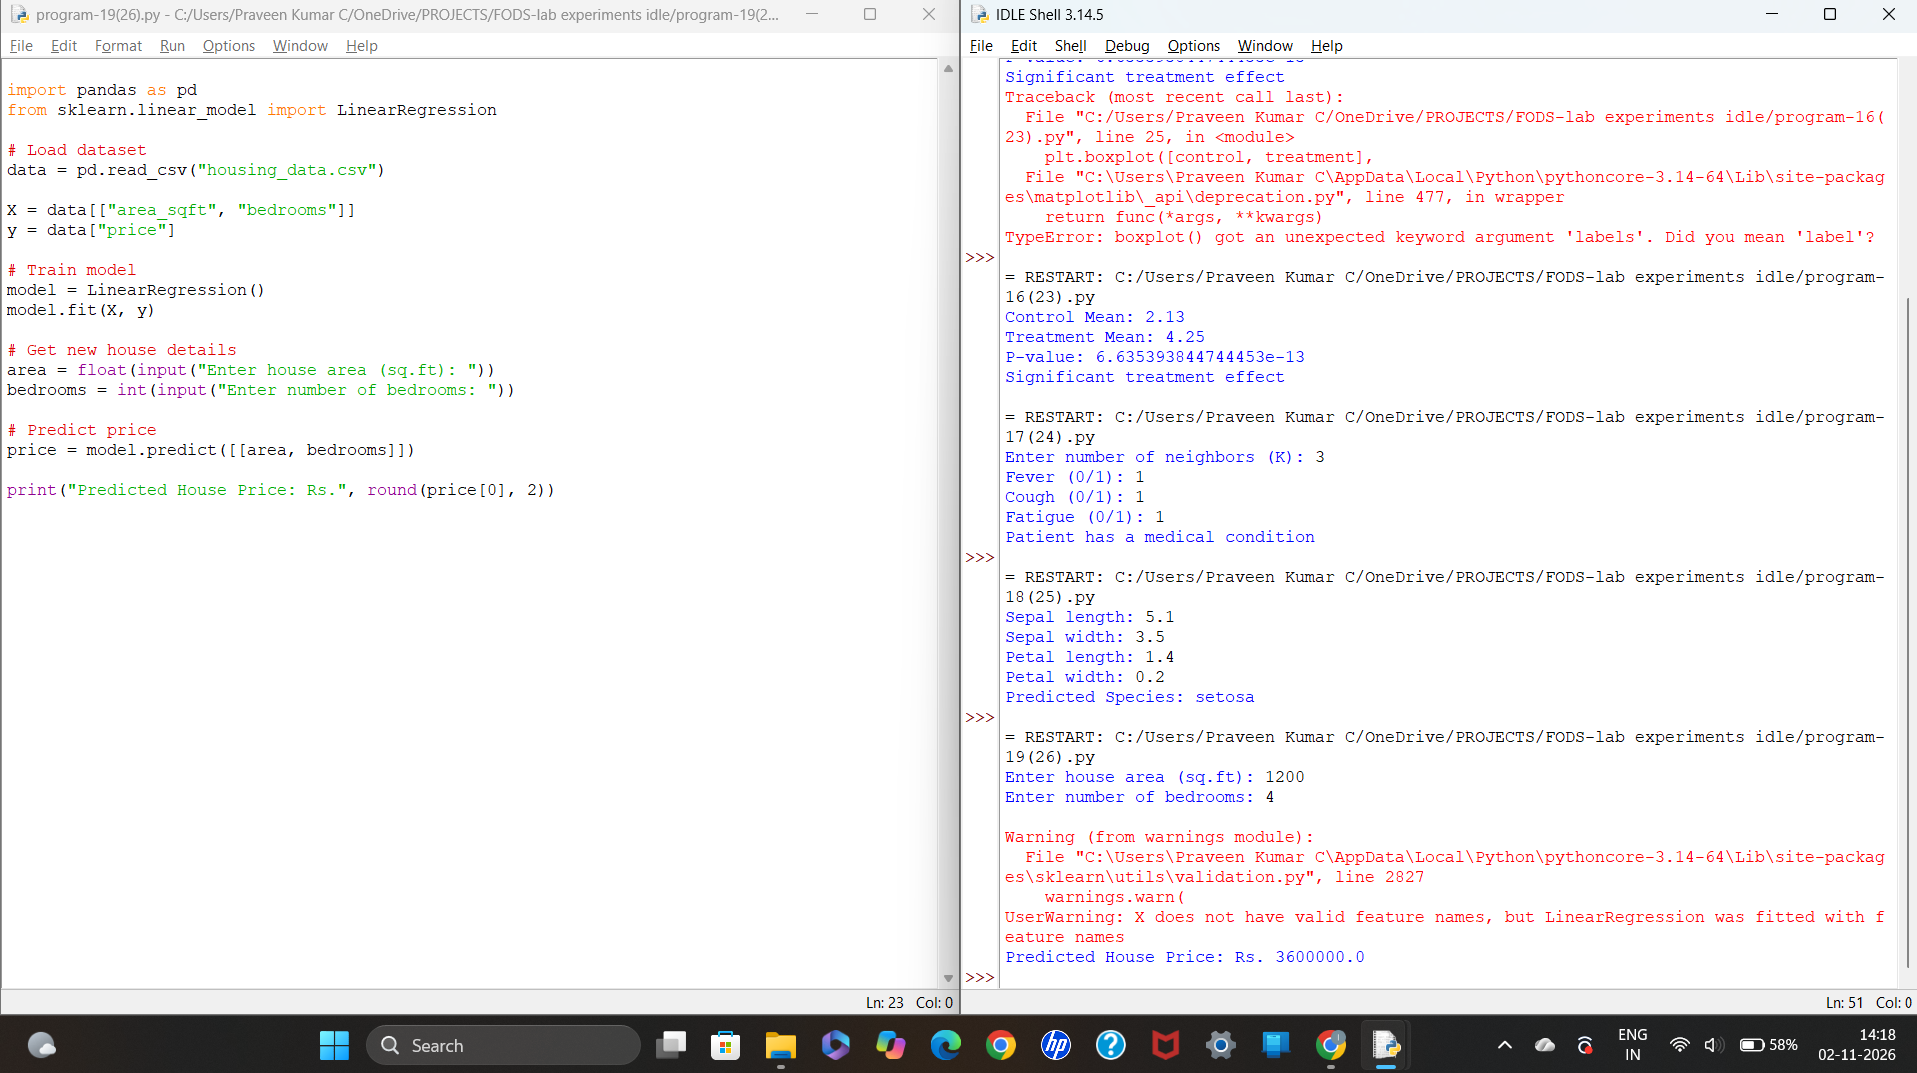 program-19(26).py - C:/Users/Praveen Kumar C/OneDrive/PROJECTS/FODS-lab experiments idle/program-19(2...
File Edit Format Run Options Window Help
import pandas as pd
from sklearn.linear_model import LinearRegression
# Load dataset
data = pd.read_csv("housing_data.csv")
X = data[["area_sqft", "bedrooms"]]
y = data["price"]
# Train model
model = LinearRegression()
model.fit(X, y)
# Get new house details
area = float(input("Enter house area (sq.ft): "))
bedrooms = int(input("Enter number of bedrooms: "))
# Predict price
price = model.predict([[area, bedrooms]])
print("Predicted House Price: Rs.", round(price[0], 2))
Ln: 23 Col: 0
IDLE Shell 3.14.5
File Edit Shell Debug Options Window Help
Significant treatment effect
Traceback (most recent call last):
  File "C:/Users/Praveen Kumar C/OneDrive/PROJECTS/FODS-lab experiments idle/program-16(
23).py", line 25, in <module>
    plt.boxplot([control, treatment],
  File "C:\Users\Praveen Kumar C\AppData\Local\Python\pythoncore-3.14-64\Lib\site-packag
es\matplotlib\_api\deprecation.py", line 477, in wrapper
    return func(*args, **kwargs)
TypeError: boxplot() got an unexpected keyword argument 'labels'. Did you mean 'label'?
>>>
= RESTART: C:/Users/Praveen Kumar C/OneDrive/PROJECTS/FODS-lab experiments idle/program-
16(23).py
Control Mean: 2.13
Treatment Mean: 4.25
P-value: 6.635393844744453e-13
Significant treatment effect
= RESTART: C:/Users/Praveen Kumar C/OneDrive/PROJECTS/FODS-lab experiments idle/program-
17(24).py
Enter number of neighbors (K): 3
Fever (0/1): 1
Cough (0/1): 1
Fatigue (0/1): 1
Patient has a medical condition
>>>
= RESTART: C:/Users/Praveen Kumar C/OneDrive/PROJECTS/FODS-lab experiments idle/program-
18(25).py
Sepal length: 5.1
Sepal width: 3.5
Petal length: 1.4
Petal width: 0.2
Predicted Species: setosa
>>>
= RESTART: C:/Users/Praveen Kumar C/OneDrive/PROJECTS/FODS-lab experiments idle/program-
19(26).py
Enter house area (sq.ft): 1200
Enter number of bedrooms: 4
Warning (from warnings module):
  File "C:\Users\Praveen Kumar C\AppData\Local\Python\pythoncore-3.14-64\Lib\site-packag
es\sklearn\utils\validation.py", line 2827
    warnings.warn(
UserWarning: X does not have valid feature names, but LinearRegression was fitted with f
eature names
Predicted House Price: Rs. 3600000.0
>>>
Ln: 51 Col: 0
Search
hp
ENG
IN
58%
14:18
02-11-2026